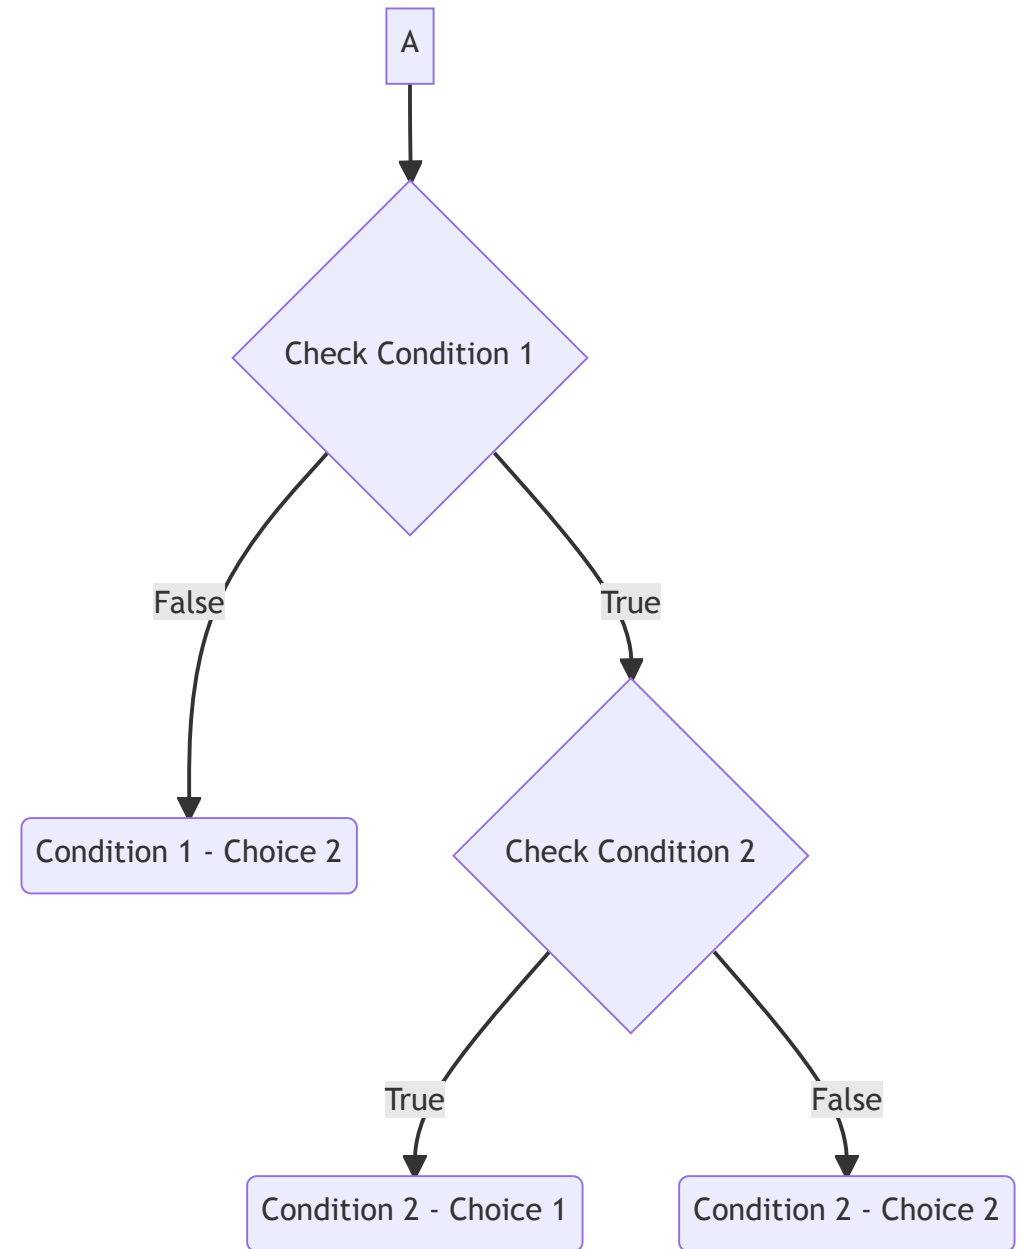 A
Check Condition 1
False
True
Condition 1 - Choice 2
Check Condition 2
True
False
Condition 2 - Choice 1
Condition 2 - Choice 2